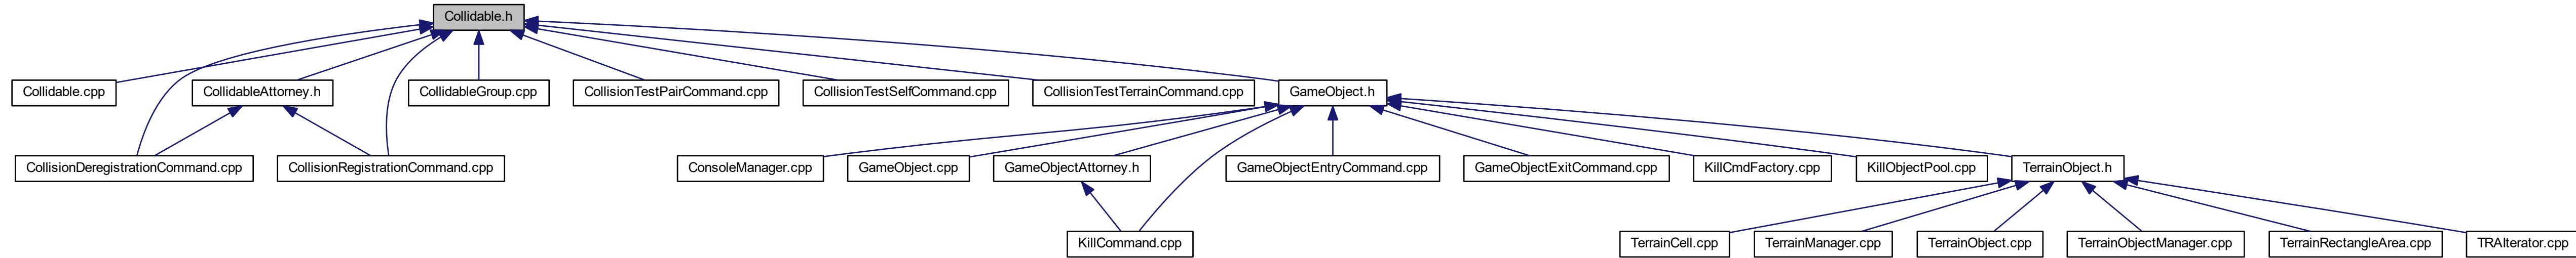 Collidable.h
Collidable.cpp
CollidableAttorney.h
CollidableGroup.cpp
CollisionTestPairCommand.cpp
CollisionTestSelfCommand.cpp
CollisionTestTerrainCommand.cpp
GameObject.h
CollisionDeregistrationCommand.cpp
CollisionRegistrationCommand.cpp
ConsoleManager.cpp
GameObject.cpp
GameObjectAttorney.h
GameObjectEntryCommand.cpp
GameObjectExitCommand.cpp
KillCmdFactory.cpp
KillObjectPool.cpp
TerrainObject.h
KillCommand.cpp
TerrainCell.cpp
TerrainManager.cpp
TerrainObject.cpp
TerrainObjectManager.cpp
TerrainRectangleArea.cpp
TRAIterator.cpp